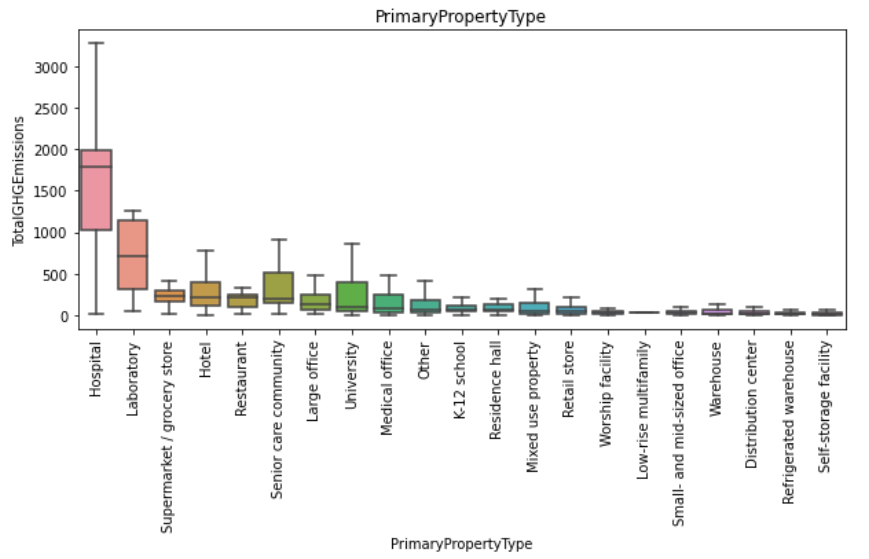 PrimaryPropertyType
TotalGHGEmissions
3000
2500
2000
1500
1000
500
0
Hospital
Laboratory
Supermarket / grocery store
Hotel
Restaurant
Senior care community
Large office
University
Medical office
Other
K-12 school
Residence hall
Mixed use property
Retail store
Worship facility
Low-rise multifamily
Small- and mid-sized office
Warehouse
Distribution center
Refrigerated warehouse
Self-storage facility
PrimaryPropertyType